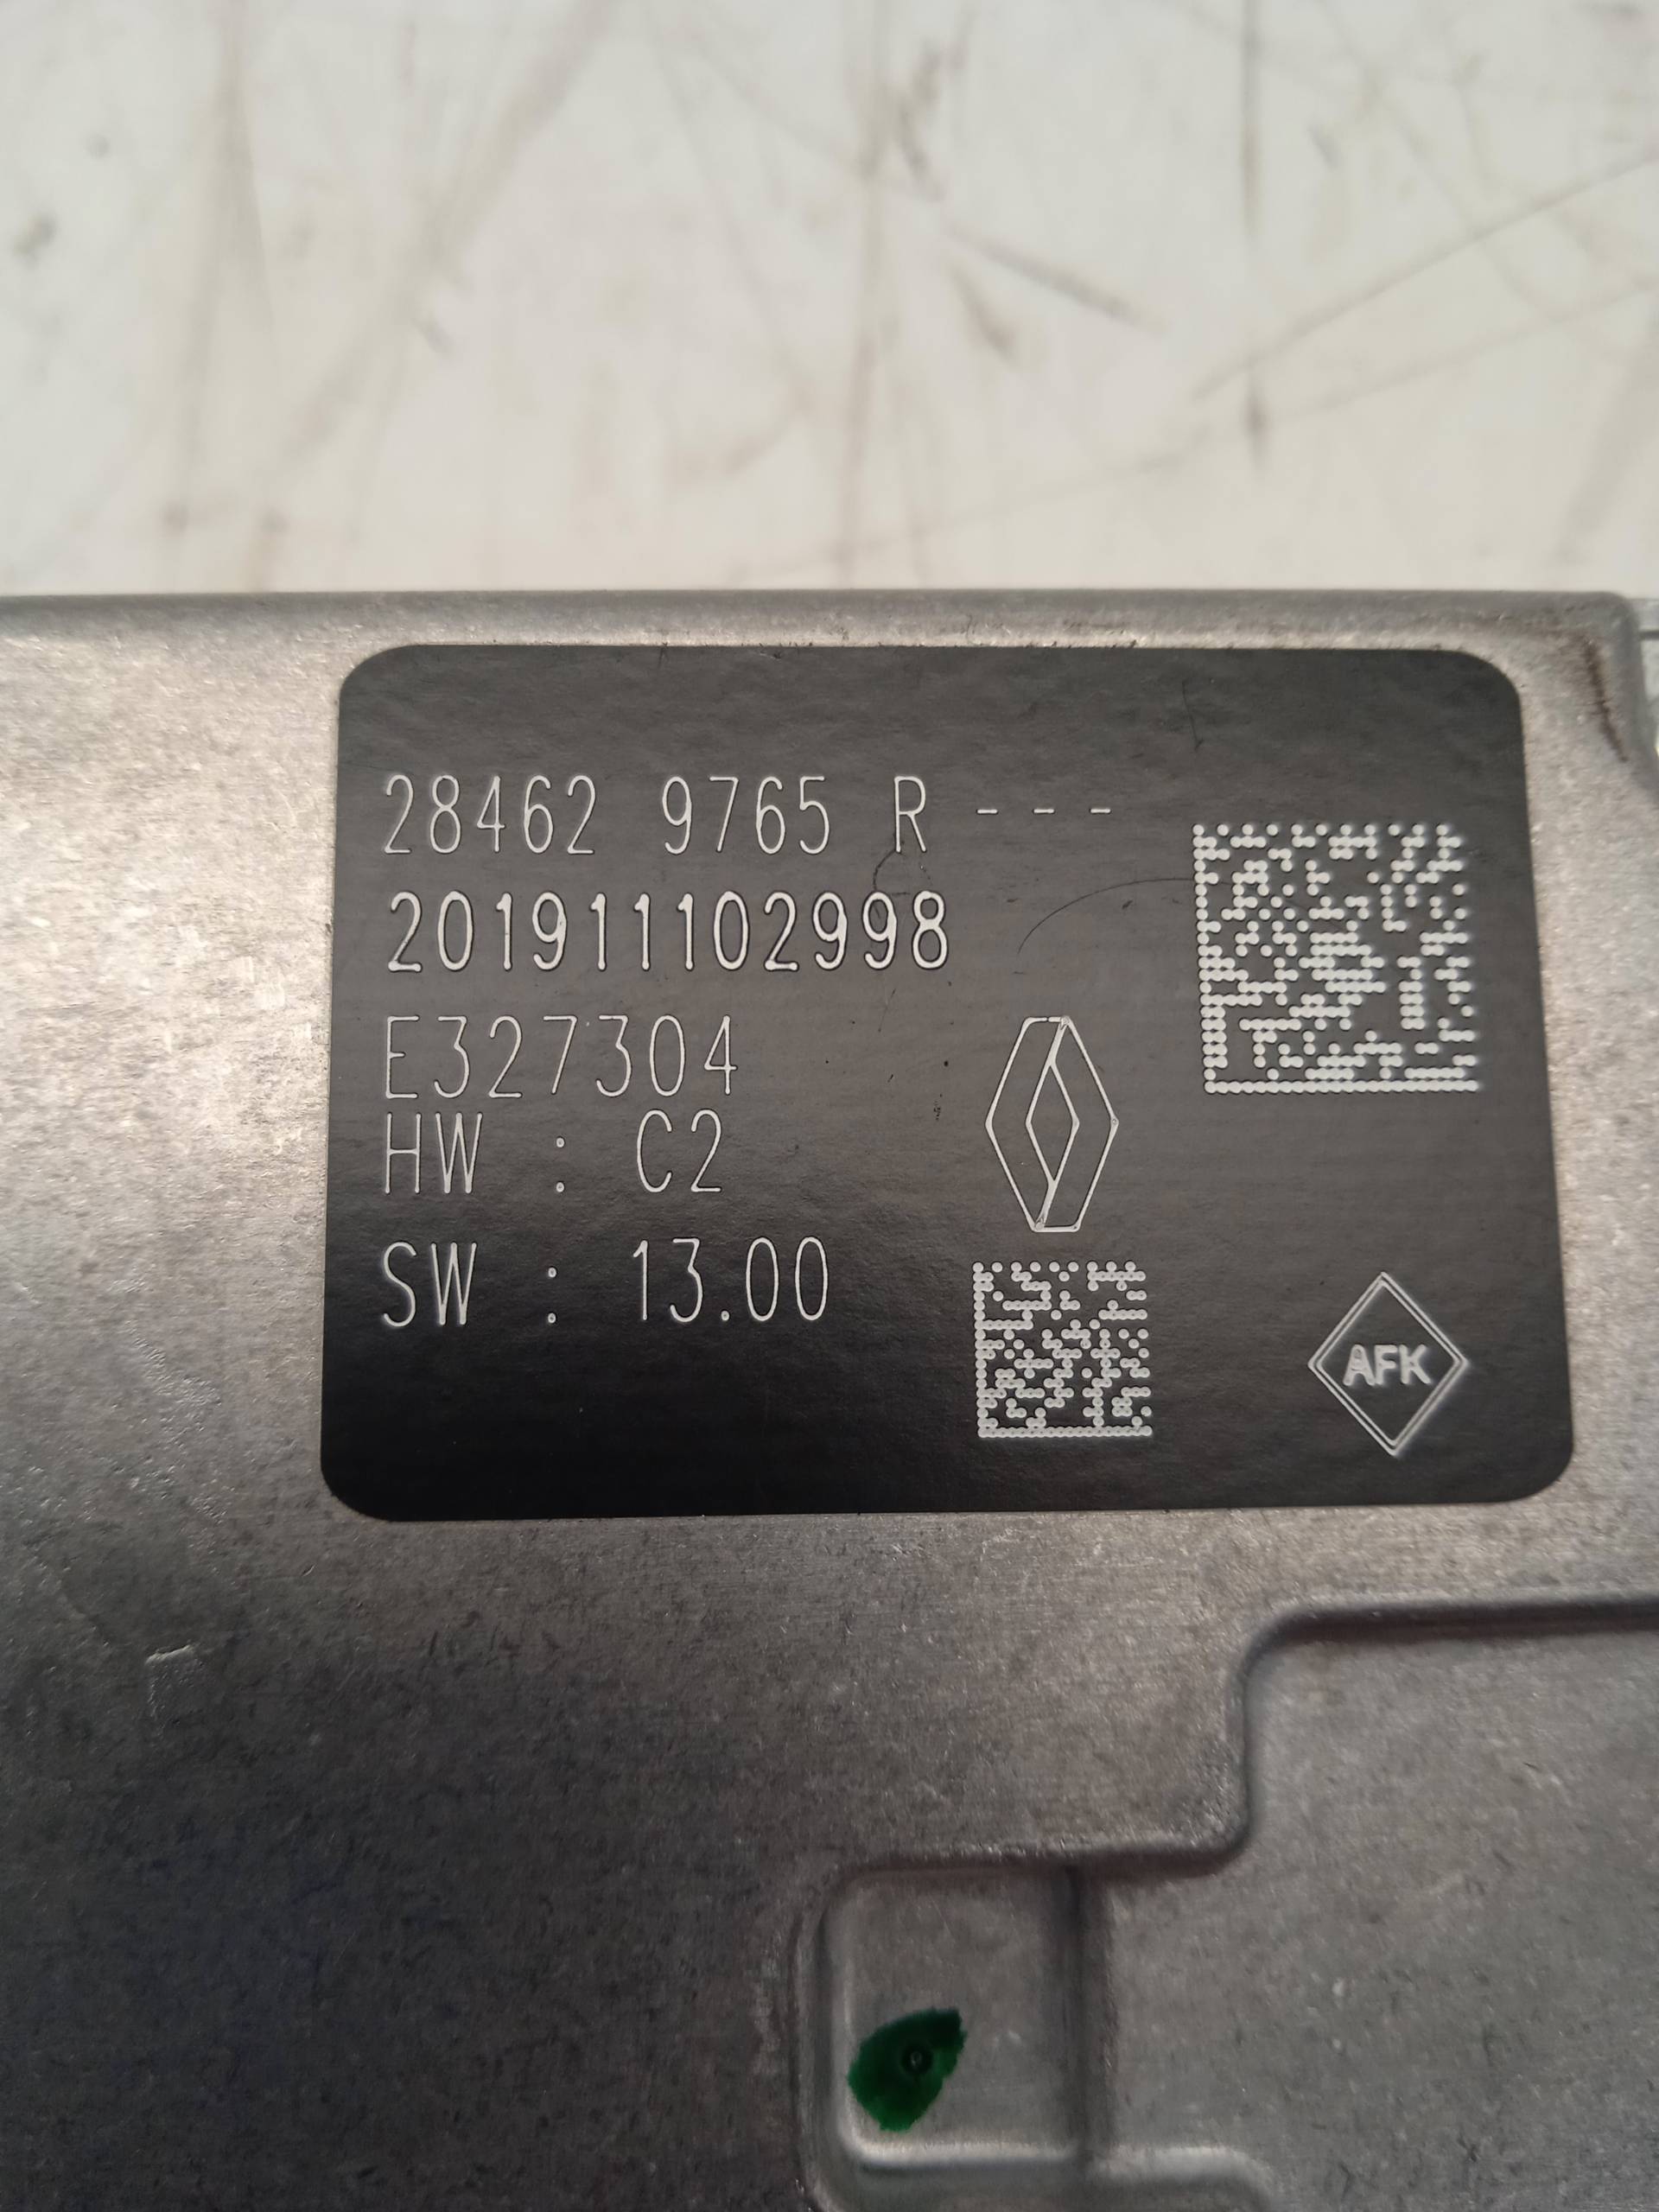 28462 9765 R ---
201911102998
E327304
HW : C2
SW : 13.00
AFK